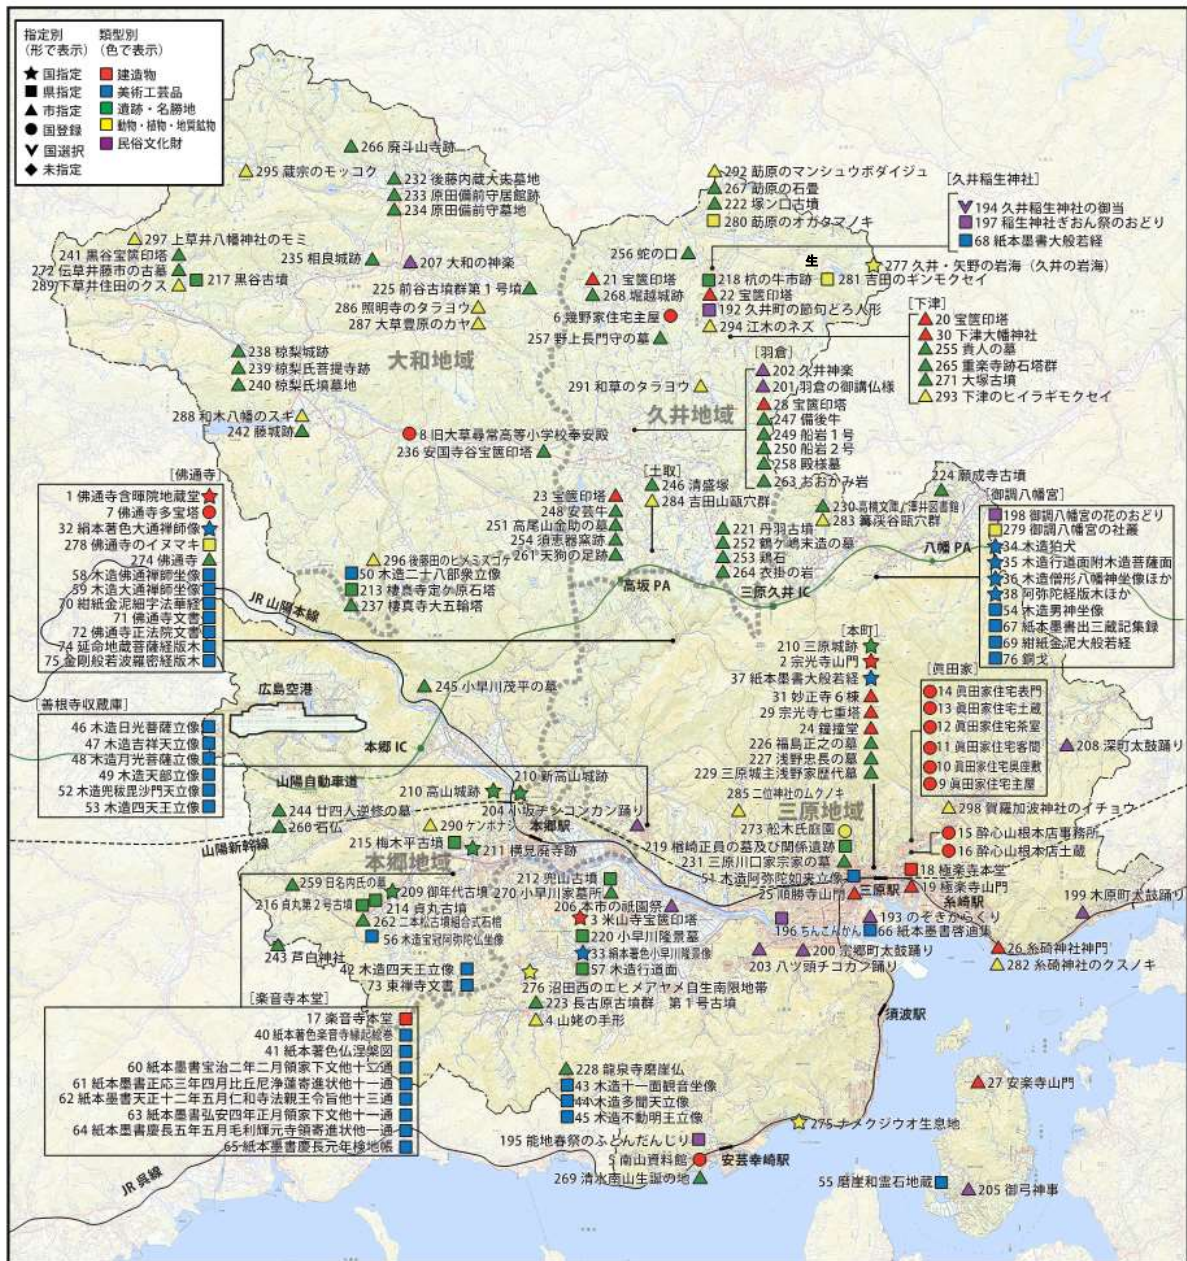 指定別
(形で表示)
類型別
(色で表示)
国指定
県指定
市指定
国登録
国選択
未指定
建造物
美術工芸品
遺跡・名勝地
動物・植物・地質鉱物
民俗文化財
266 廃斗山寺跡
295 蔵宗のモッコク
232 後藤内蔵大夫墓地
233 原田備前守居館跡
234 原田備前守墓地
292 莇原のマンシュウボダイジュ
267 莇原の石畳
222 塚ン口古墳
280 莇原のオガタマノキ
[久井稲生神社]
194 久井稲生神社の御当
197 稲生神社ぎおん祭のおどり
68 紙本墨書大般若経
297 上草井八幡神社のモミ
241 黒谷宝篋印塔
272 伝草井藤市の古墓
289 下草井住田のクス
217 黒谷古墳
235 相良城跡
207 大和の神楽
225 前谷古墳群第1号墳
286 照明寺のタラヨウ
287 大草豊原のカヤ
256 蛇の口
生
277 久井・矢野の岩海（久井の岩海）
21 宝篋印塔
268 堀越城跡
218 杭の牛市跡
281 吉田のギンモクセイ
22 宝篋印塔
192 久井町の節句どろ人形
6 幾野家住宅主屋
294 江木のネズ
257 野上長門守の墓
[下津]
20 宝篋印塔
30 下津大幡神社
255 貴人の墓
265 重楽寺跡石塔群
271 大塚古墳
293 下津のヒイラギモクセイ
238 椋梨城跡
239 椋梨氏菩提寺跡
240 椋梨氏墳墓地
大和地域
[羽倉]
202 久井神楽
201 羽倉の御講仏様
28 宝篋印塔
247 備後牛
249 船岩1号
250 船岩2号
258 殿様墓
263 おおかみ岩
291 和草のタラヨウ
久井地域
288 和木八幡のスギ
242 藤城跡
8 旧大草尋常高等小学校奉安殿
236 安国寺谷宝篋印塔
[土取]
246 清盛塚
284 吉田山甌穴群
224 願成寺古墳
[佛通寺]
1 佛通寺含暉院地蔵堂
7 佛通寺多宝塔
32 絹本著色大通禅師像
278 佛通寺のイヌマキ
274 佛通寺
58 木造佛通禅師坐像
59 木造大通禅師坐像
70 紺紙金泥細字法華経
71 佛通寺文書
72 佛通寺正法院文書
74 延命地蔵菩薩経版木
75 金剛般若波羅密経版木
23 宝篋印塔
248 安芸牛
251 高尾山金助の墓
254 須恵器窯跡
261 天狗の足跡
230 高橋文庫/澤井図書館
283 篝渓谷甌穴群
221 丹羽古墳
252 鶴ケ嶋末造の墓
253 鶏石
264 衣掛の岩
[御調八幡宮]
198 御調八幡宮の花のおどり
279 御調八幡宮の社叢
34 木造狛犬
35 木造行道面附木造菩薩面
36 木造僧形八幡神坐像ほか
38 阿弥陀経版木ほか
54 木造男神坐像
67 紙本墨書出三蔵記集録
69 紺紙金泥大般若経
76 銅戈
296 後藤田のヒメミズゴケ
50 木造二十八部衆立像
213 棲真寺定ケ原石塔
237 棲真寺大五輪塔
高坂 PA
三原久井 IC
八幡 PA
JR 山陽本線
[本町]
210 三原城跡
2 宗光寺山門
37 紙本墨書大般若経
31 妙正寺6棟
29 宗光寺七重塔
24 鐘撞堂
226 福島正之の墓
227 浅野忠長の墓
229 三原城主浅野家歴代墓
[眞田家]
14 眞田家住宅表門
13 眞田家住宅土蔵
12 眞田家住宅茶室
11 眞田家住宅客間
10 眞田家住宅奥座敷
9 眞田家住宅主屋
208 深町太鼓踊り
広島空港
245 小早川茂平の墓
[善根寺収蔵庫]
46 木造日光菩薩立像
47 木造吉祥天立像
48 木造月光菩薩立像
49 木造天部立像
52 木造兜秡毘沙門天立像
53 木造四天王立像
本郷 IC
山陽自動車道
210 新高山城跡
210 高山城跡
204 小坂チンコンカン踊り
285 二位神社のムクノキ
三原地域
298 賀羅加波神社のイチョウ
244 廿四人逆修の墓
260 石仏
290 ケンポナシ
本郷駅
273 舩木氏庭園
15 酔心山根本店事務所
16 酔心山根本店土蔵
山陽新幹線
215 梅木平古墳
211 横見廃寺跡
219 楢崎正員の墓及び関係遺跡
231 三原川口家宗家の墓
本郷地域
51 木造阿弥陀如来立像
三原駅
18 極楽寺本堂
19 極楽寺山門
糸崎駅
25 順勝寺山門
259 日名内氏の墓
209 御年代古墳
216 貞丸第2号古墳
214 貞丸古墳
262 二本松古墳組合式石棺
56 木造宝冠阿弥陀仏坐像
243 芦臼神社
212 兜山古墳
270 小早川家墓所
206 本市の祇園祭
3 米山寺宝篋印塔
220 小早川隆景墓
33 絹本著色小早川隆景像
57 木造行道面
196 ちんこんかん
193 のぞきからくり
66 紙本墨書啓迪集
199 木原町太鼓踊り
200 宗郷町太鼓踊り
203 八ツ頭チコカン踊り
26 糸碕神社神門
282 糸碕神社のクスノキ
42 木造四天王立像
73 東禅寺文書
276 沼田西のエヒメアヤメ自生南限地帯
223 長古原古墳群　第1号古墳
4 山姥の手形
須波駅
[楽音寺本堂]
17 楽音寺本堂
40 紙本著色楽音寺縁起絵巻
41 紙本著色仏涅槃図
60 紙本墨書宝治二年二月領家下文他十二通
61 紙本墨書正応三年四月比丘尼浄蓮寄進状他十一通
62 紙本墨書天正十二年五月仁和寺法親王令旨他十三通
63 紙本墨書弘安四年正月領家下文他十一通
64 紙本墨書慶長五年五月毛利輝元寺領寄進状他一通
65 紙本墨書慶長元年検地帳
228 龍泉寺磨崖仏
43 木造十一面観音坐像
44 木造多聞天立像
45 木造不動明王立像
27 安楽寺山門
275 ナメクジウオ生息地
195 能地春祭のふとんだんじり
5 南山資料館
安芸幸崎駅
269 清水南山生誕の地
JR 呉線
55 磨崖和霊石地蔵
205 御弓神事